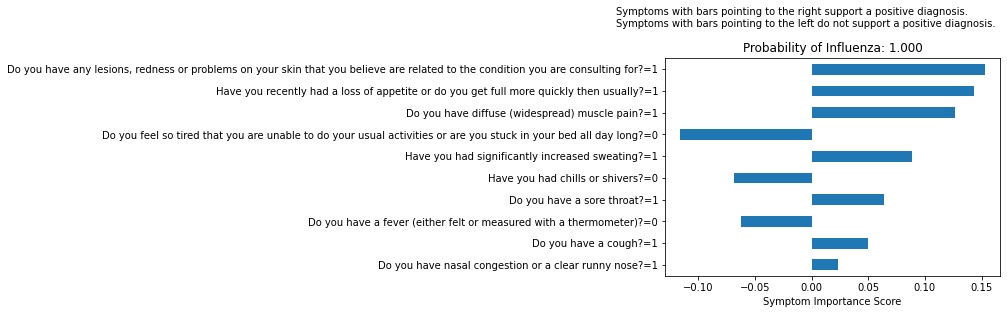 Symptoms with bars pointing to the right support a positive diagnosis.
Symptoms with bars pointing to the left do not support a positive diagnosis.
Probability of Influenza: 1.000
Do you have any lesions, redness or problems on your skin that you believe are related to the condition you are consulting for?=1
Have you recently had a loss of appetite or do you get full more quickly then usually?=1
Do you have diffuse (widespread) muscle pain?=1
Do you feel so tired that you are unable to do your usual activities or are you stuck in your bed all day long?=0
Have you had significantly increased sweating?=1
Have you had chills or shivers?=0
Do you have a sore throat?=1
Do you have a fever (either felt or measured with a thermometer)?=0
Do you have a cough?=1
Do you have nasal congestion or a clear runny nose?=1
−0.10 −0.05 0.00 0.05 0.10 0.15
Symptom Importance Score